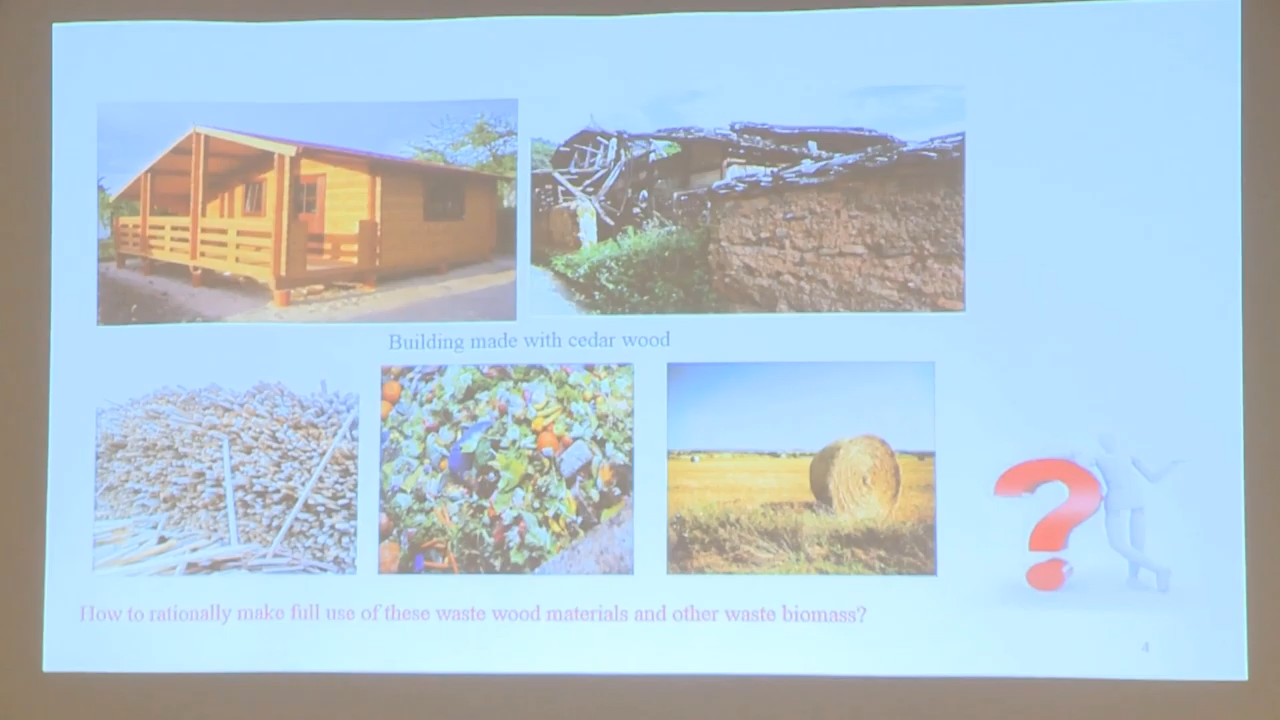 Building made with cedar wood
How to rationally make full use of these waste wood materials and other waste biomass?
4